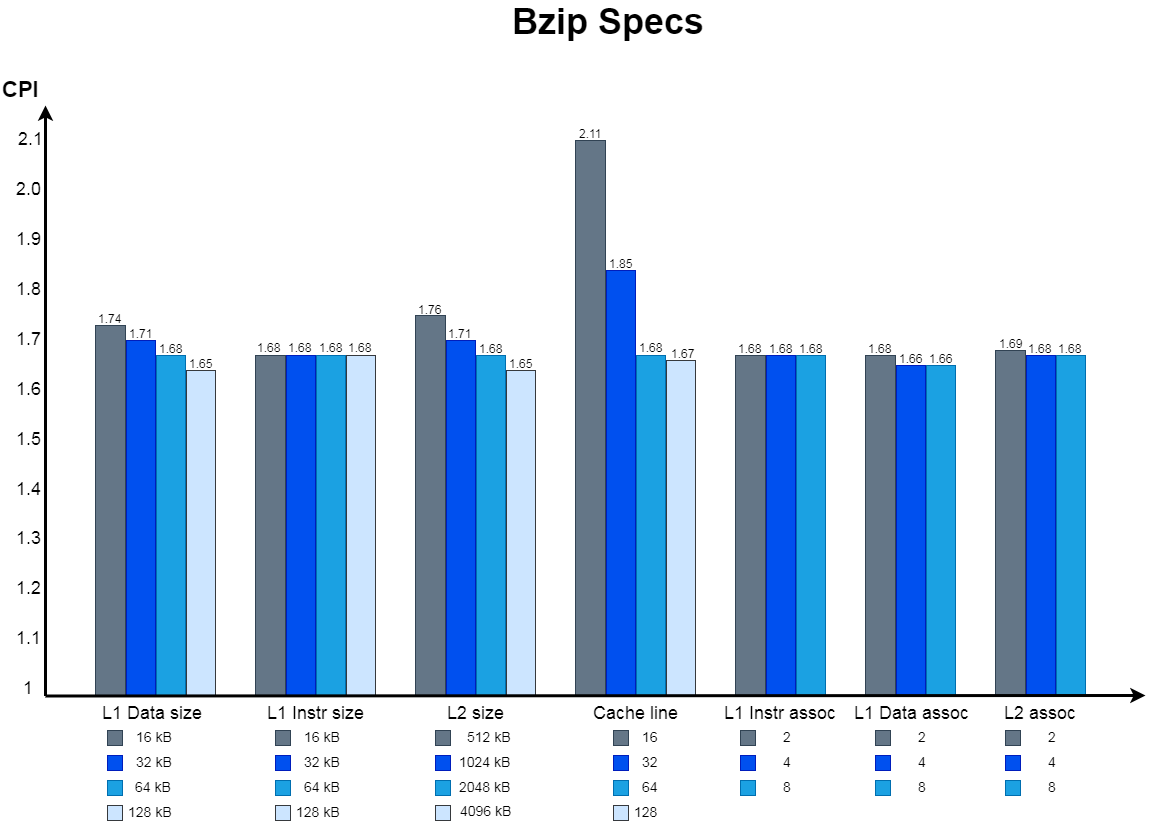 Bzip Specs
CPI
2.1
2.0
1.9
1.8
1.7
1.6
1.5
1.4
1.3
1.2
1.1
1
1.74 1.71 1.68 1.65
1.68 1.68 1.68 1.68
1.76 1.71 1.68 1.65
2.11 1.85 1.68 1.67
1.68 1.68 1.68
1.68 1.66 1.66
1.69 1.68 1.68
L1 Data size L1 Instr size L2 size Cache line L1 Instr assoc L1 Data assoc L2 assoc
16 kB 16 kB 512 kB 16 2 2 2
32 kB 32 kB 1024 kB 32 4 4 4
64 kB 64 kB 2048 kB 64 8 8 8
128 kB 128 kB 4096 kB 128